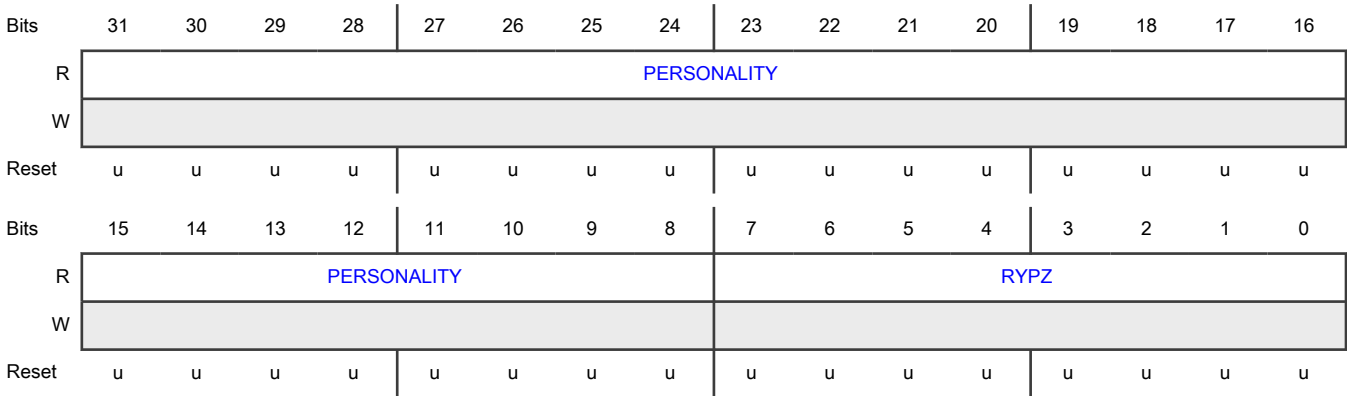 Bits 31 30 29 28 27 26 25 24 23 22 21 20 19 18 17 16
R PERSONALITY
W
Reset u u u u u u u u u u u u u u u u
Bits 15 14 13 12 11 10 9 8 7 6 5 4 3 2 1 0
R PERSONALITY RYPZ
W
Reset u u u u u u u u u u u u u u u u